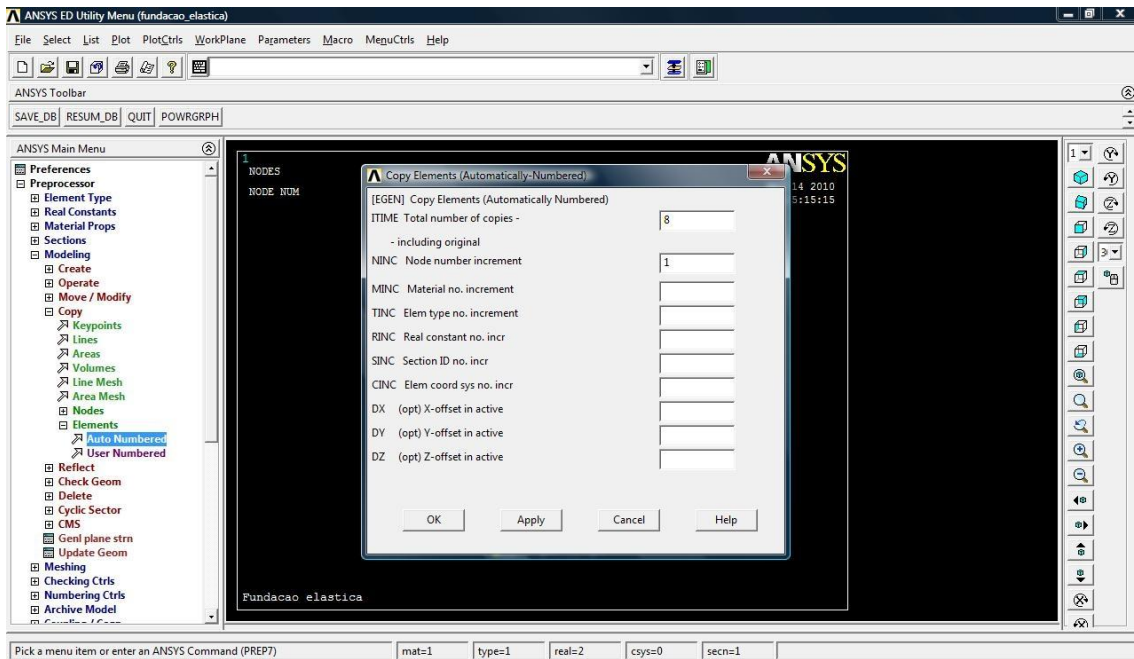 ANSYS ED Utility Menu (fundacao_elastica)
File Select List Plot PlotCtrls WorkPlane Parameters Macro MenuCtrls Help
ANSYS Toolbar
SAVE_DB RESUM_DB QUIT POWRGRPH
ANSYS Main Menu
Preferences
Preprocessor
Element Type
Real Constants
Material Props
Sections
Modeling
Create
Operate
Move / Modify
Copy
Keypoints
Lines
Areas
Volumes
Line Mesh
Area Mesh
Nodes
Elements
Auto Numbered
User Numbered
Reflect
Check Geom
Delete
Cyclic Sector
CMS
Genl plane strn
Update Geom
Meshing
Checking Ctrls
Numbering Ctrls
Archive Model
1
NODES
NODE NUM
ANSYS
14 2010
5:15:15
Copy Elements (Automatically-Numbered)
[EGEN] Copy Elements (Automatically Numbered)
ITIME Total number of copies - 8
- including original
NINC Node number increment 1
MINC Material no. increment
TINC Elem type no. increment
RINC Real constant no. incr
SINC Section ID no. incr
CINC Elem coord sys no. incr
DX (opt) X-offset in active
DY (opt) Y-offset in active
DZ (opt) Z-offset in active
OK Apply Cancel Help
Fundacao elastica
1
3
Pick a menu item or enter an ANSYS Command (PREP7) mat=1 type=1 real=2 csys=0 secn=1